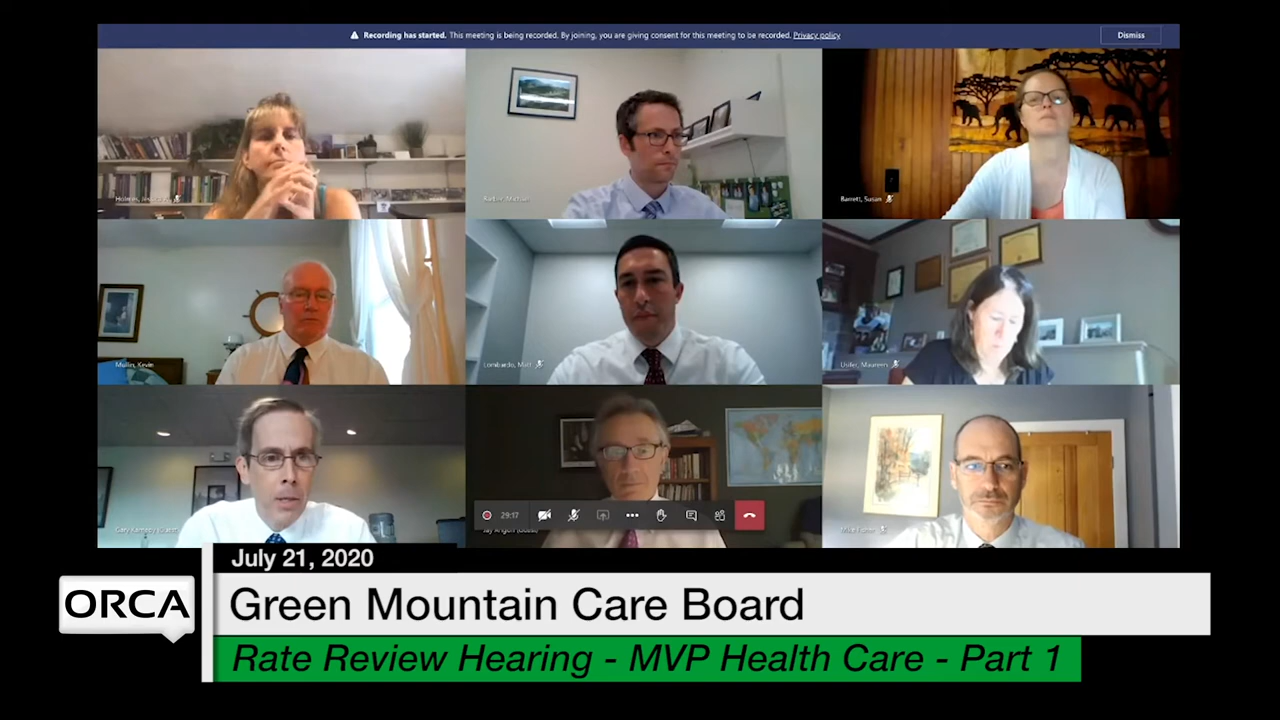 Recording has started. This meeting is being recorded. By joining, you are giving consent for this meeting to be recorded. Privacy policy
Dismiss
Barrett, Susan
Mullin, Kevin
Lombardo, Matt
29:17
July 21, 2020
ORCA
Green Mountain Care Board
Rate Review Hearing - MVP Health Care - Part 1